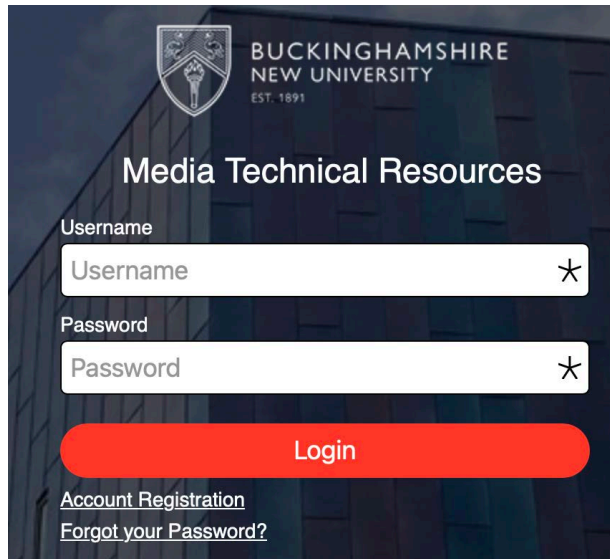 BUCKINGHAMSHIRE
NEW UNIVERSITY
EST. 1891
Media Technical Resources
Username
Username *
Password
Password *
Login
Account Registration
Forgot your Password?